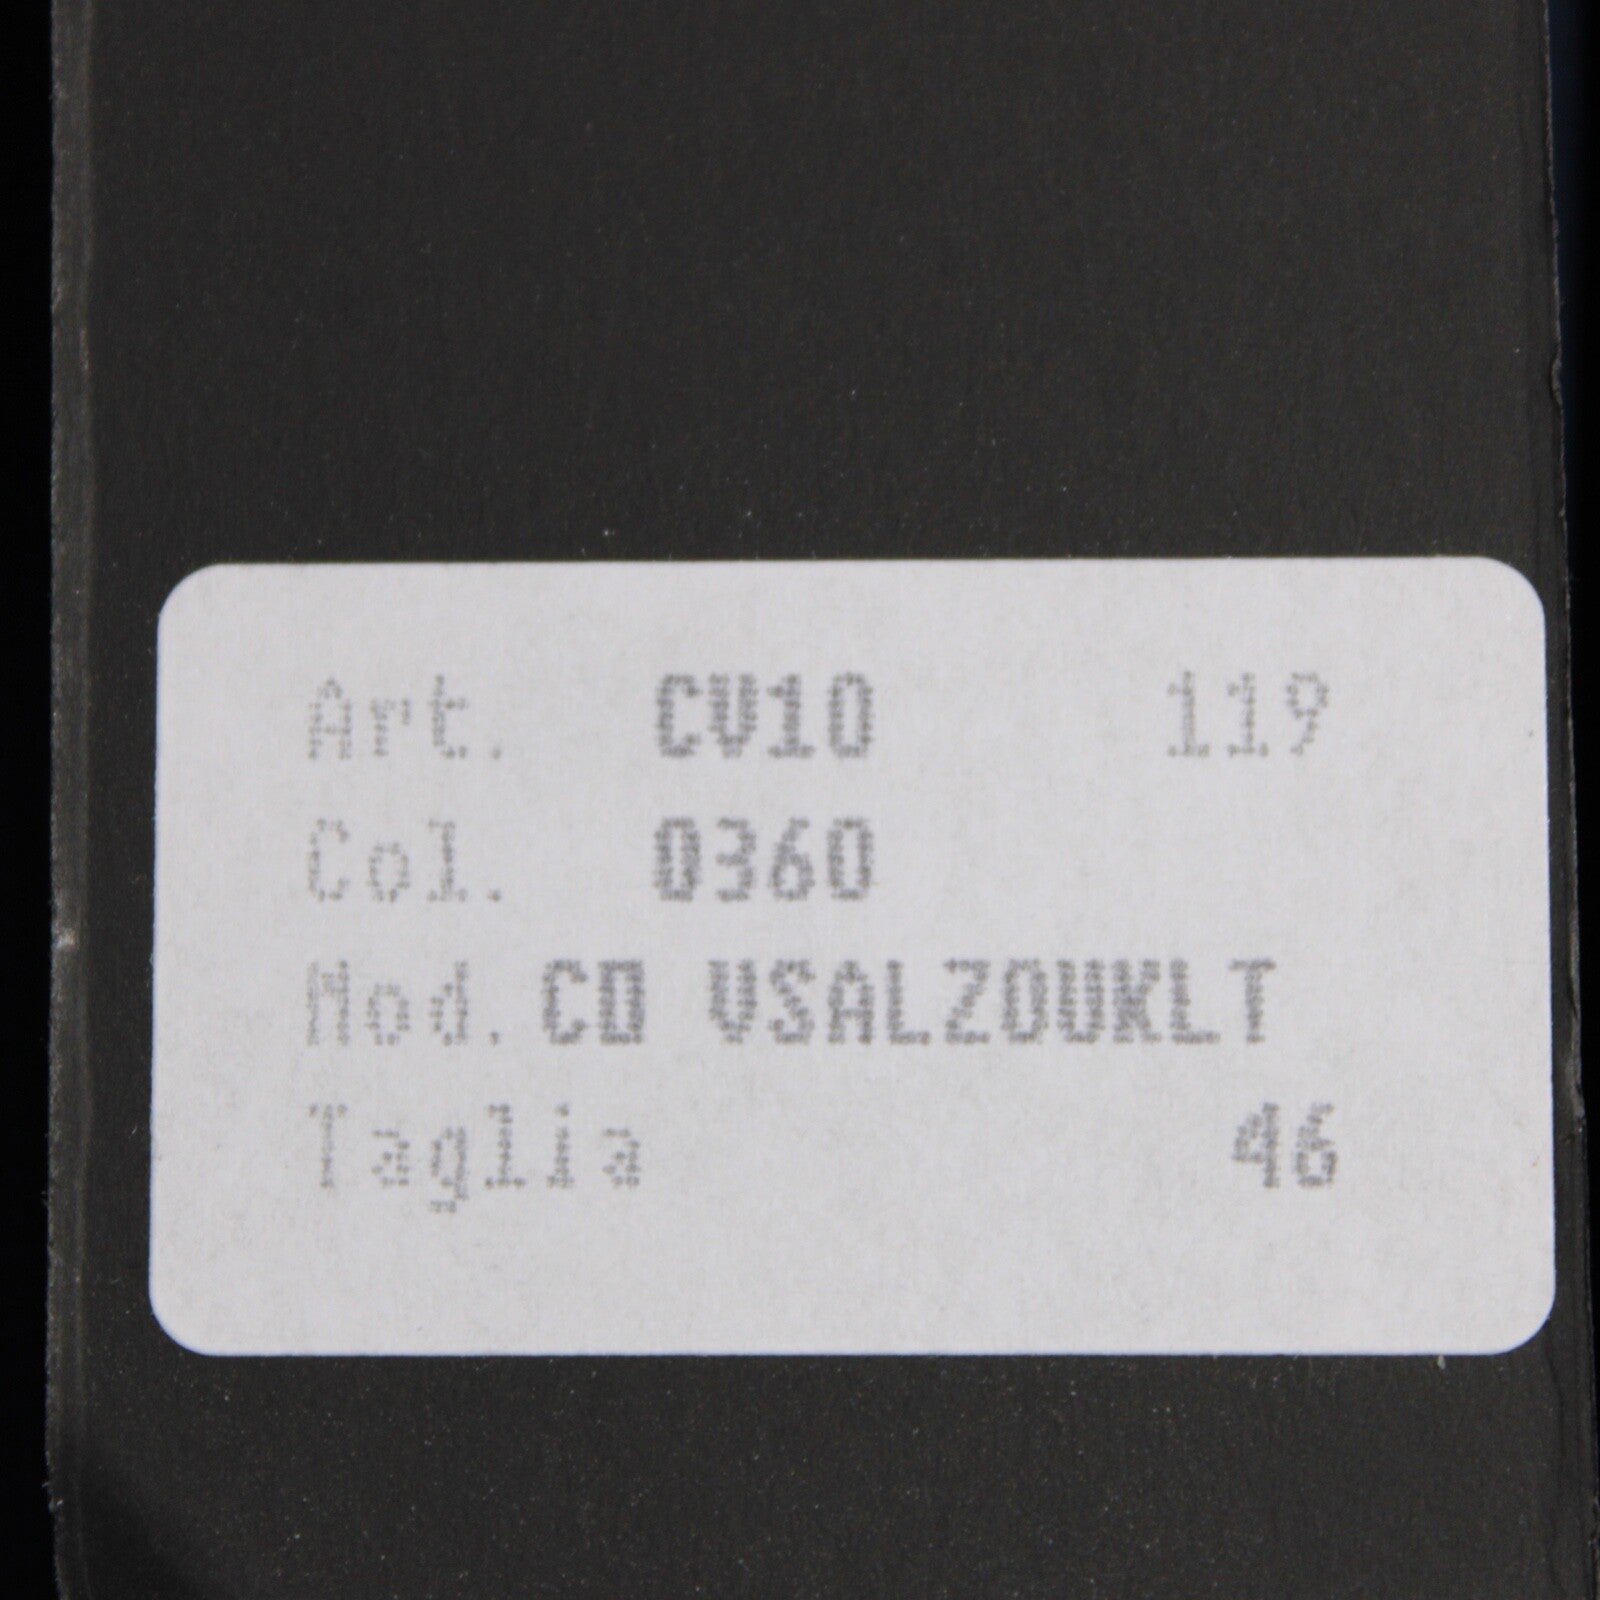 Art. CV10 119
Col. 0360
Mod. CD VSALZOUKLT
Taglia 46